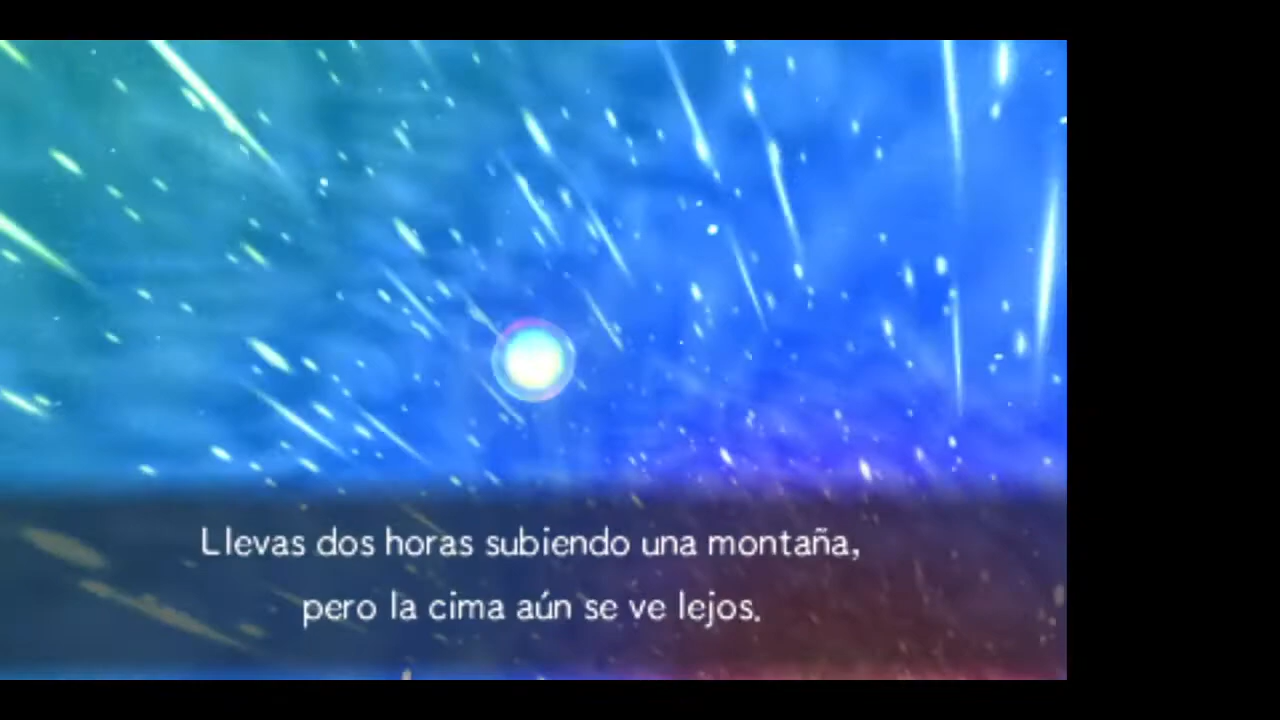 Llevas dos horas subiendo una montaña,
pero la cima aún se ve lejos.